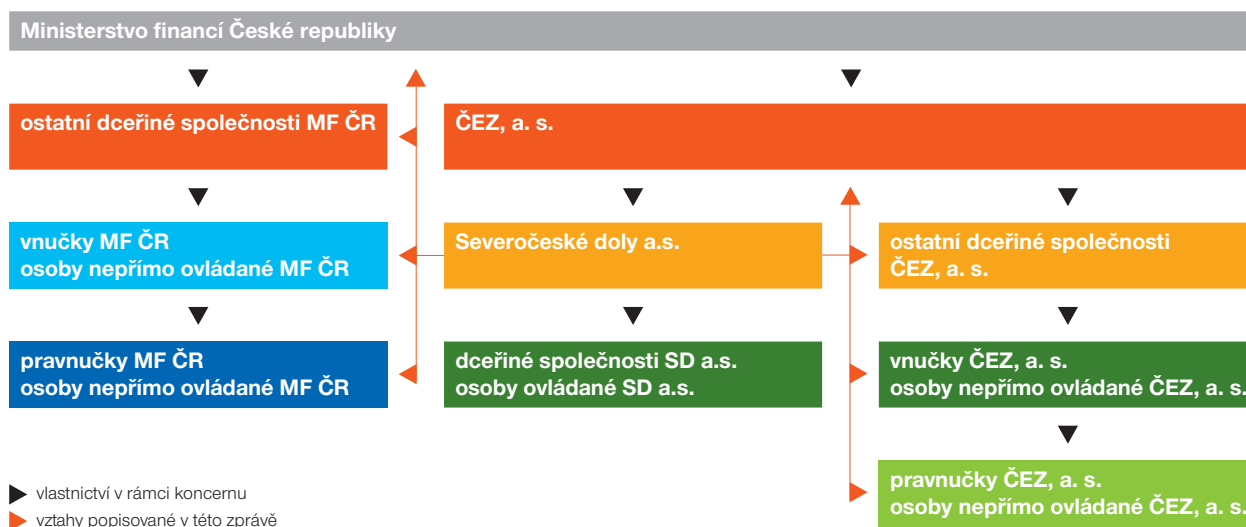 Ministerstvo financí České republiky
ostatní dceřiné společnosti MF ČR
ČEZ, a. s.
vnučky MF ČR
osoby nepřímo ovládané MF ČR
Severočeské doly a.s.
ostatní dceřiné společnosti
ČEZ, a. s.
pravnučky MF ČR
osoby nepřímo ovládané MF ČR
dceřiné společnosti SD a.s.
osoby ovládané SD a.s.
vnučky ČEZ, a. s.
osoby nepřímo ovládané ČEZ, a. s.
pravnučky ČEZ, a. s.
osoby nepřímo ovládané ČEZ, a. s.
vlastnictví v rámci koncernu
vztahy popisované v této zprávě